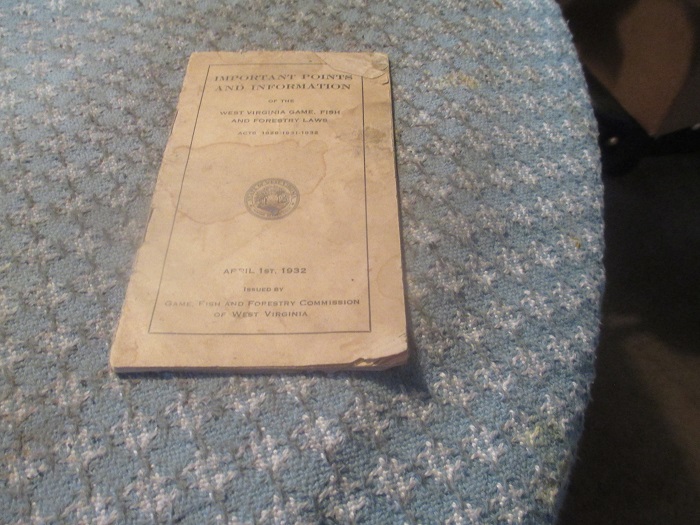 IMPORTANT POINTS
AND INFORMATION
OF THE
WEST VIRGINIA GAME, FISH
AND FORESTRY LAWS
ACTS
APRIL 1ST, 1932
ISSUED BY
GAME, FISH AND FORESTRY COMMISSION
OF WEST VIRGINIA